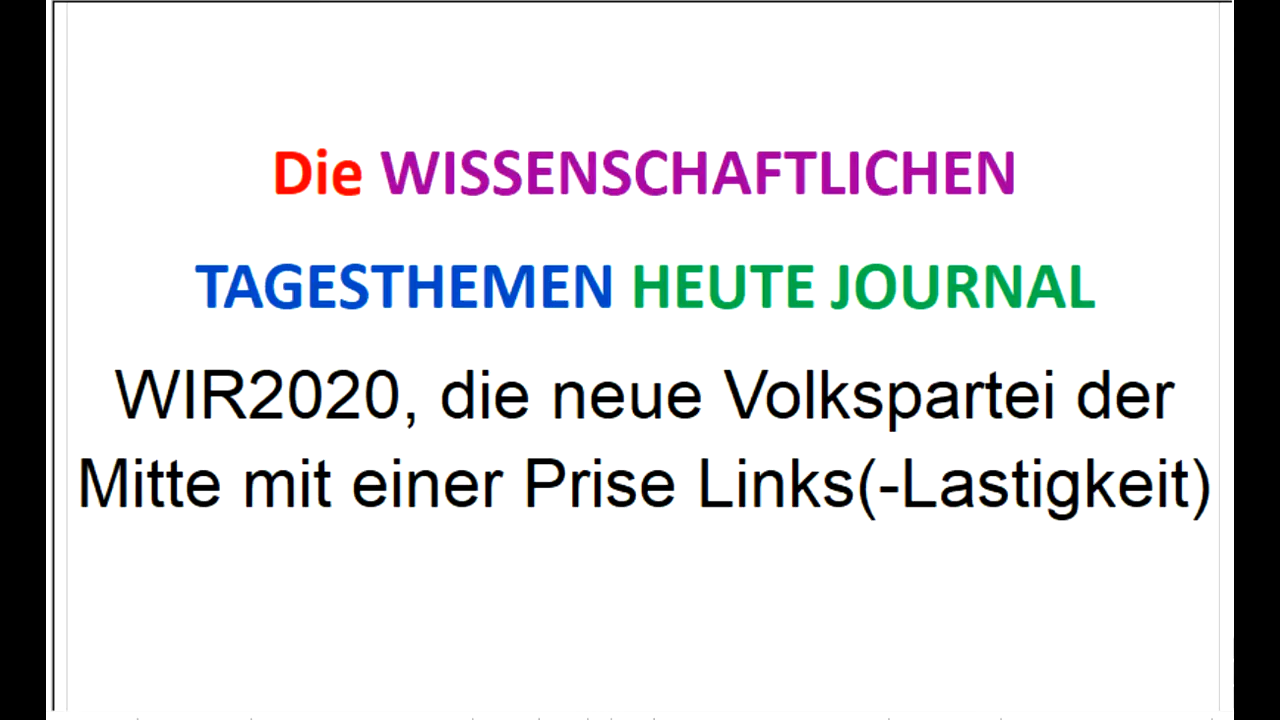 Die WISSENSCHAFTLICHEN
TAGESTHEMEN HEUTE JOURNAL
WIR2020, die neue Volkspartei der
Mitte mit einer Prise Links(-Lastigkeit)